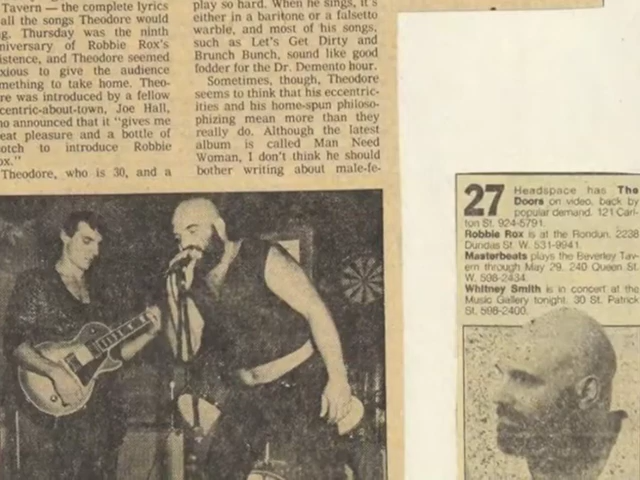 Tavern — the complete lyrics
all the songs Theodore would
Thursday was the ninth
niversary of Robbie Rox's
istence, and Theodore seemed
xious to give the audience
mething to take home. Theo-
re was introduced by a fellow
centric-about-town, Joe Hall,
ho announced that it "gives me
eat pleasure and a bottle of
otch to introduce Robbie
ox."
Theodore, who is 30, and a
play so hard. When he sings, it's
either in a baritone or a falsetto
warble, and most of his songs,
such as Let's Get Dirty and
Brunch Bunch, sound like good
fodder for the Dr. Demento hour.
Sometimes, though, Theodore
seems to think that his eccentric-
ities and his home-spun philoso-
phizing mean more than they
really do. Although the latest
album is called Man Need
Woman, I don't think he should
bother writing about male-fe-
27 Headspace has The
Doors on video, back by
popular demand. 121 Carl-
ton St. 924-5791.
Robbie Rox is at the Rondun. 2238
Dundas St. W. 531-9941.
Masterbeats plays the Beverley Tav-
ern through May 29. 240 Queen St.
W. 598-2434.
Whitney Smith is in concert at the
Music Gallery tonight. 30 St. Patrick
St. 598-2400.